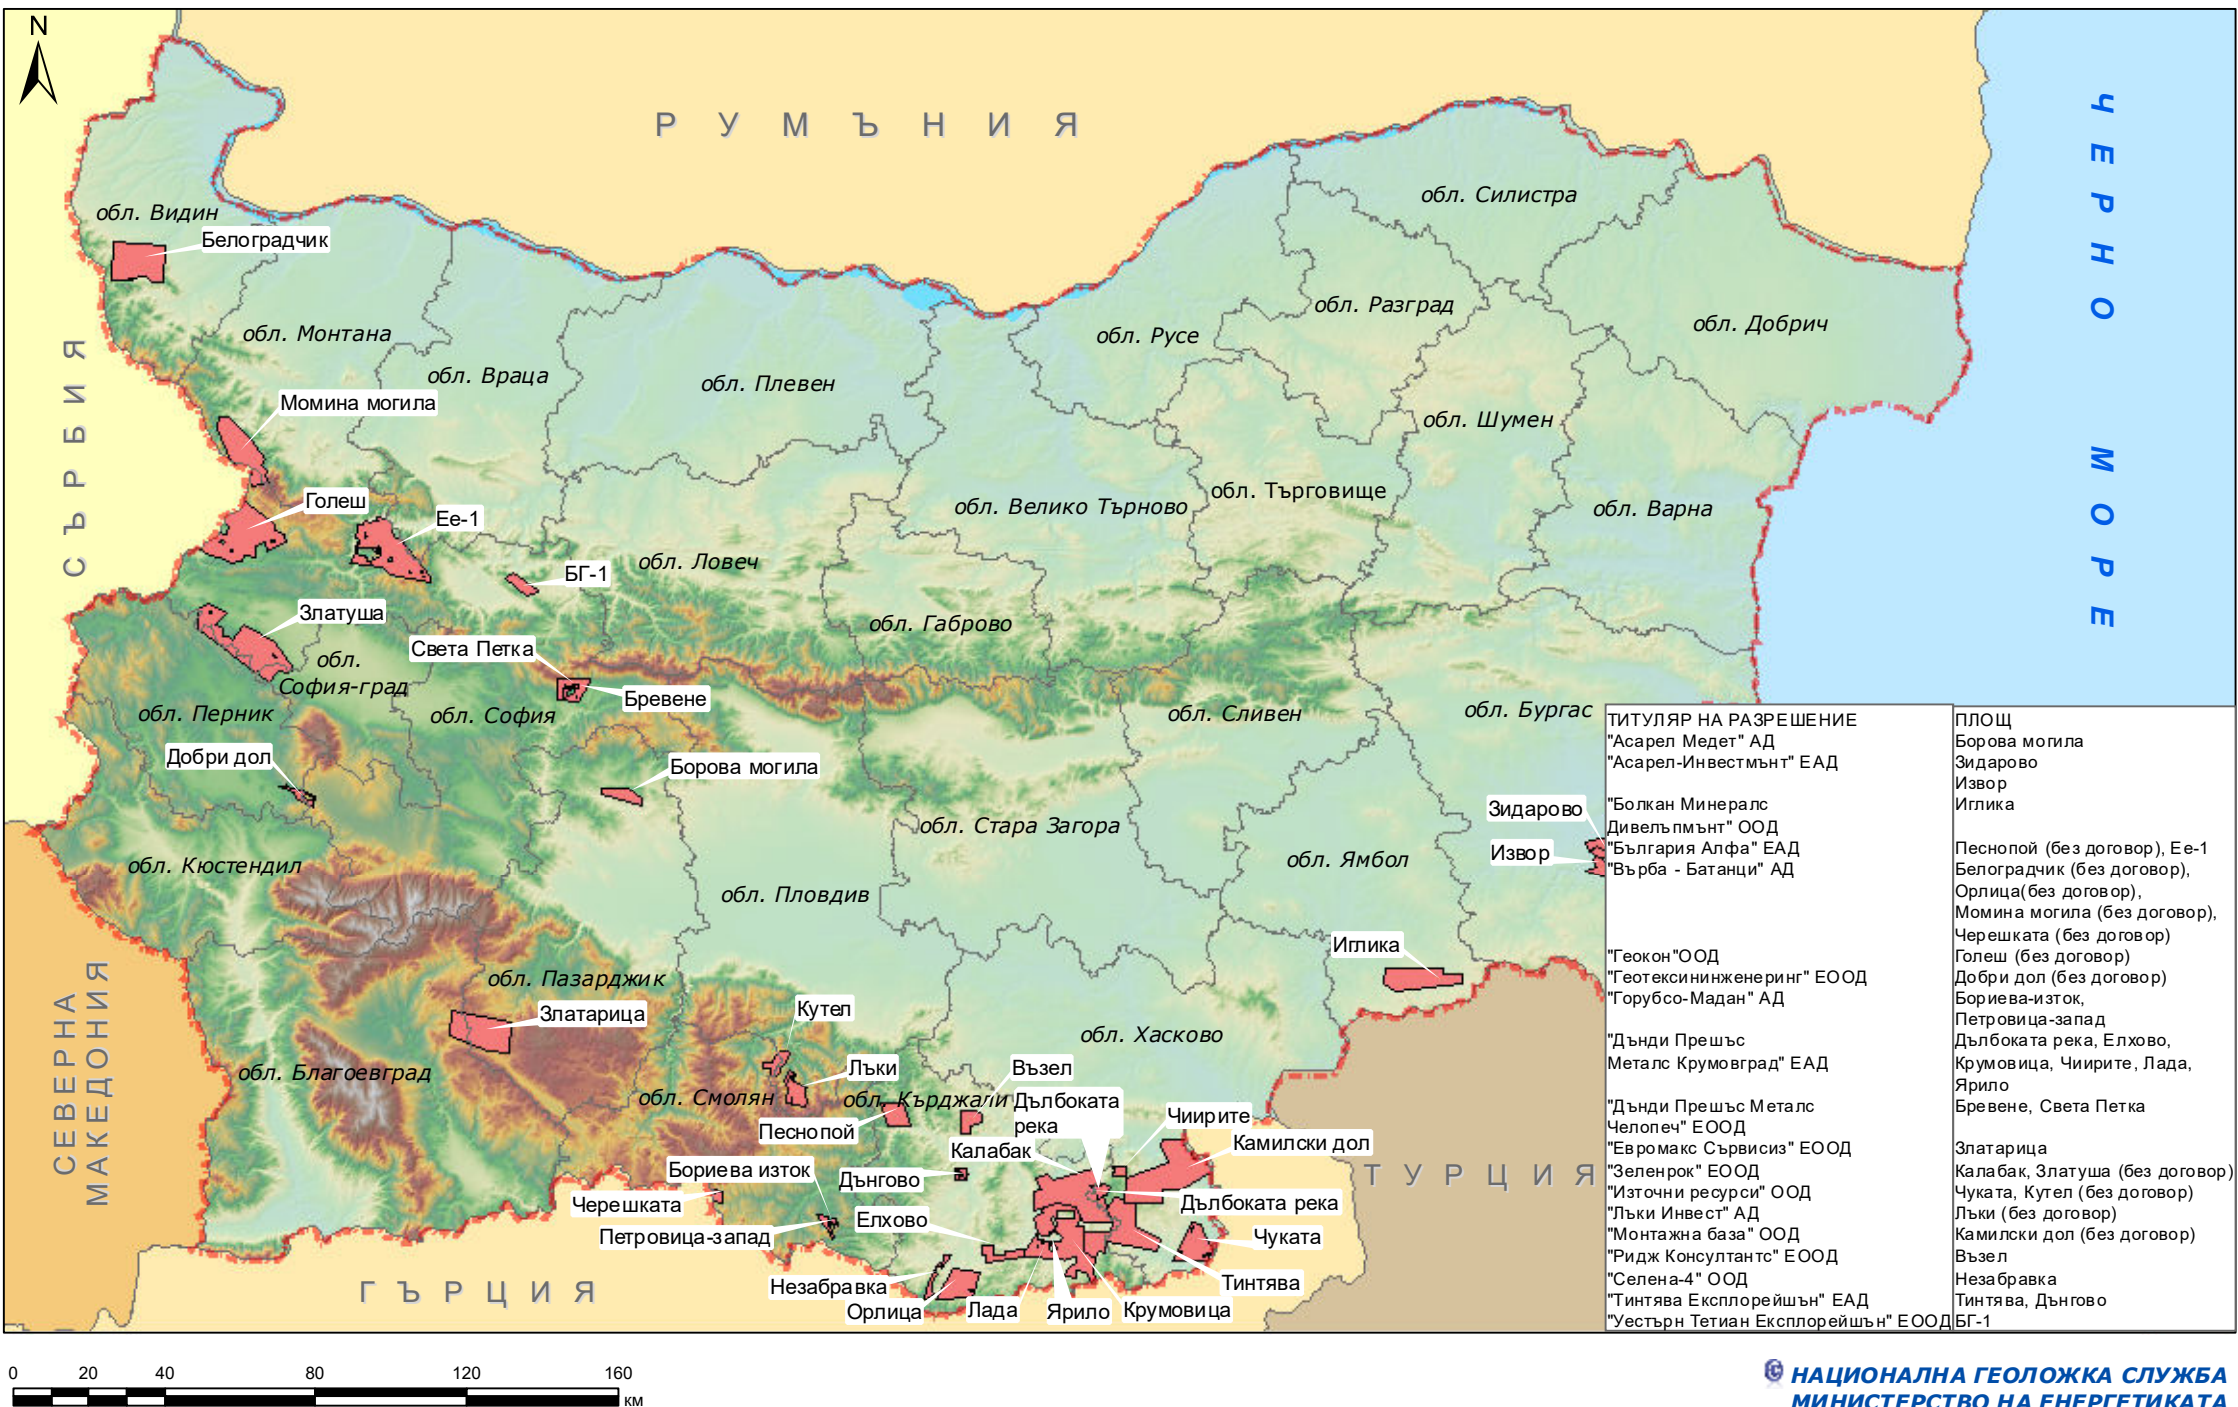 N
РУМЪНИЯ
ЧЕРНО МОРЕ
СЪРБИЯ
СЕВЕРНА
МАКЕДОНИЯ
ГЪРЦИЯ
ТУРЦИЯ
обл. Видин
Белоградчик
обл. Силистра
обл. Монтана
обл. Разград
обл. Добрич
обл. Русе
обл. Враца
обл. Плевен
Момина могила
обл. Шумен
Голеш
Ее-1
обл. Велико Търново
обл. Търговище
обл. Варна
обл. Ловеч
БГ-1
Златуша
обл. Габрово
Света Петка
обл.
София-град
Бревене
обл. Перник
обл. София
обл. Сливен
обл. Бургас
Добри дол
Борова могила
Зидарово
обл. Стара Загора
Извор
обл. Ямбол
обл. Кюстендил
обл. Пловдив
Иглика
обл. Пазарджик
Златарица
Кутел
обл. Хасково
обл. Благоевград
Лъки
Възел
обл. Смолян
обл. Кърджали
Дълбоката
река
Чиирите
Песнопой
Калабак
Камилски дол
Бориева изток
Дънгово
Черешката
Дълбоката река
Елхово
Петровица-запад
Чуката
Незабравка
Тинтява
Орлица
Лада
Ярило
Крумовица
ТИТУЛЯР НА РАЗРЕШЕНИЕ ПЛОЩ
"Асарел Медет" АД Борова могила
"Асарел-Инвестмънт" ЕАД Зидарово
Извор
"Болкан Минералс Иглика
Дивелъпмънт" ООД
"България Алфа" ЕАД Песнопой (без договор), Ее-1
"Върба - Батанци" АД Белоградчик (без договор),
Орлица(без договор),
Момина могила (без договор),
Черешката (без договор)
"Геокон"ООД Голеш (без договор)
"Геотексининженеринг" ЕООД Добри дол (без договор)
"Горубсо-Мадан" АД Бориева-изток,
Петровица-запад
"Дънди Прешъс Дълбоката река, Елхово,
Металс Крумовград" ЕАД Крумовица, Чиирите, Лада,
Ярило
"Дънди Прешъс Металс Бревене, Света Петка
Челопеч" ЕООД
"Евромакс Сървисиз" ЕООД Златарица
"Зеленрок" ЕООД Калабак, Златуша (без договор)
"Източни ресурси" ООД Чуката, Кутел (без договор)
"Лъки Инвест" АД Лъки (без договор)
"Монтажна база" ООД Камилски дол (без договор)
"Ридж Консултантс" ЕООД Възел
"Селена-4" ООД Незабравка
"Тинтява Експлорейшън" ЕАД Тинтява, Дънгово
"Уестърн Тетиан Експлорейшън" ЕООД БГ-1
0 20 40 80 120 160
км
НАЦИОНАЛНА ГЕОЛОЖКА СЛУЖБА
МИНИСТЕРСТВО НА ЕНЕРГЕТИКАТА